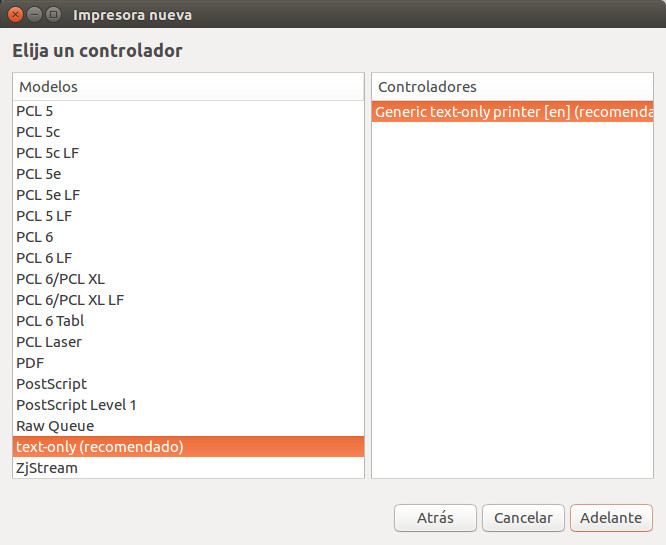 Impresora nueva
Elija un controlador
Modelos
PCL 5
PCL 5c
PCL 5c LF
PCL 5e
PCL 5e LF
PCL 5 LF
PCL 6
PCL 6 LF
PCL 6/PCL XL
PCL 6/PCL XL LF
PCL 6 Tabl
PCL Laser
PDF
PostScript
PostScript Level 1
Raw Queue
text-only (recomendado)
ZjStream
Controladores
Generic text-only printer [en] (recomenda
Atrás
Cancelar
Adelante